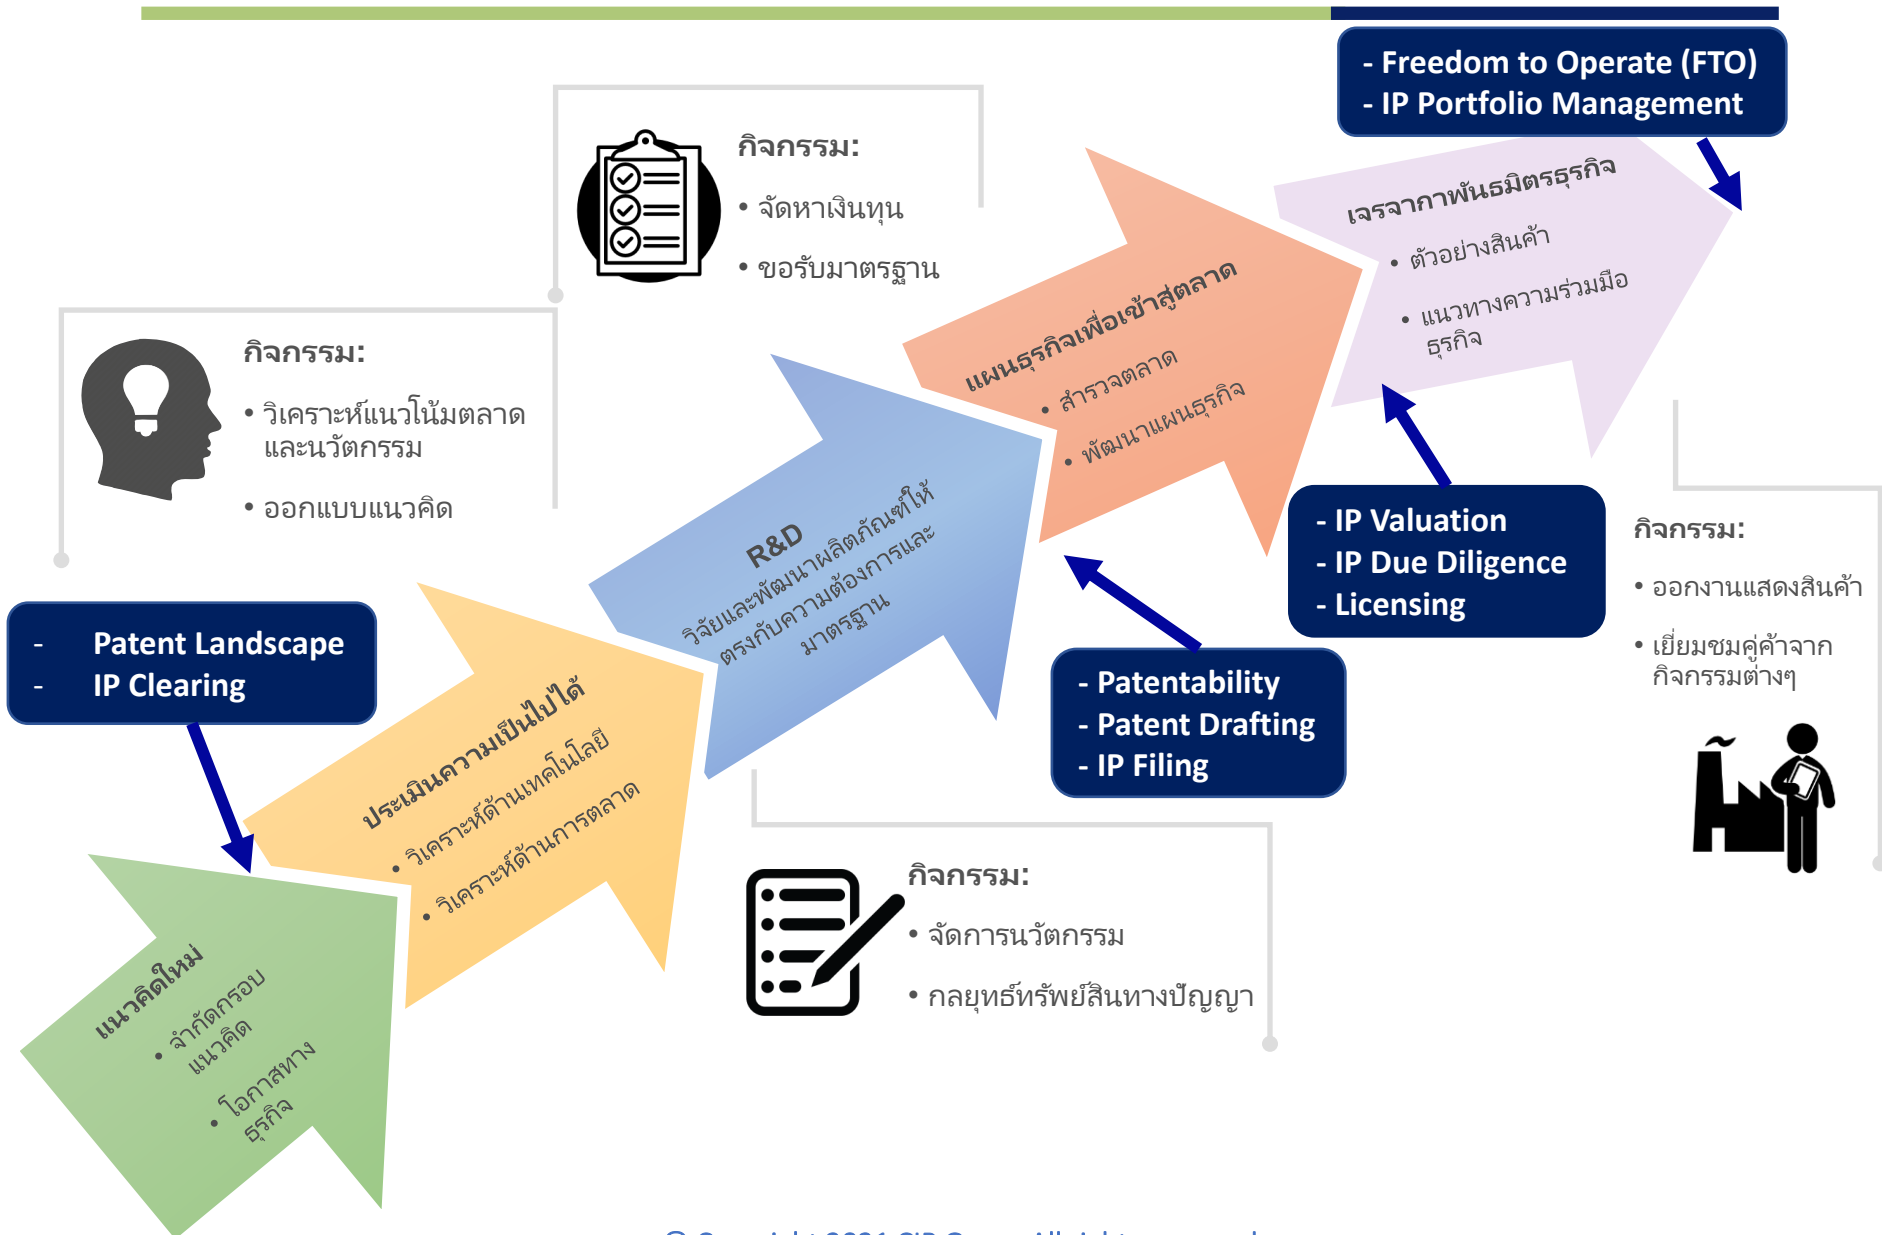 - Freedom to Operate (FTO)
- IP Portfolio Management
กิจกรรม:
• จัดหาเงินทุน
• ขอรับมาตรฐาน
เจรจากาพันธมิตรธุรกิจ
• ตัวอย่างสินค้า
• แนวทางความร่วมมือ
ธุรกิจ
แผนธุรกิจเพื่อเข้าสู่ตลาด
• สำรวจตลาด
• พัฒนาแผนธุรกิจ
กิจกรรม:
• วิเคราะห์แนวโน้มตลาด
และนวัตกรรม
• ออกแบบแนวคิด
R&D
วิจัยและพัฒนาผลิตภัณฑ์ให้
ตรงกับความต้องการและ
มาตรฐาน
- IP Valuation
- IP Due Diligence
- Licensing
กิจกรรม:
• ออกงานแสดงสินค้า
• เยี่ยมชมคู่ค้าจาก
กิจกรรมต่างๆ
- Patent Landscape
- IP Clearing
- Patentability
- Patent Drafting
- IP Filing
ประเมินความเป็นไปได้
• วิเคราะห์ด้านเทคโนโลยี
• วิเคราะห์ด้านการตลาด
กิจกรรม:
• จัดการนวัตกรรม
• กลยุทธ์ทรัพย์สินทางปัญญา
แนวคิดใหม่
• จำกัดกรอบ
แนวคิด
• โอกาสทาง
ธุรกิจ